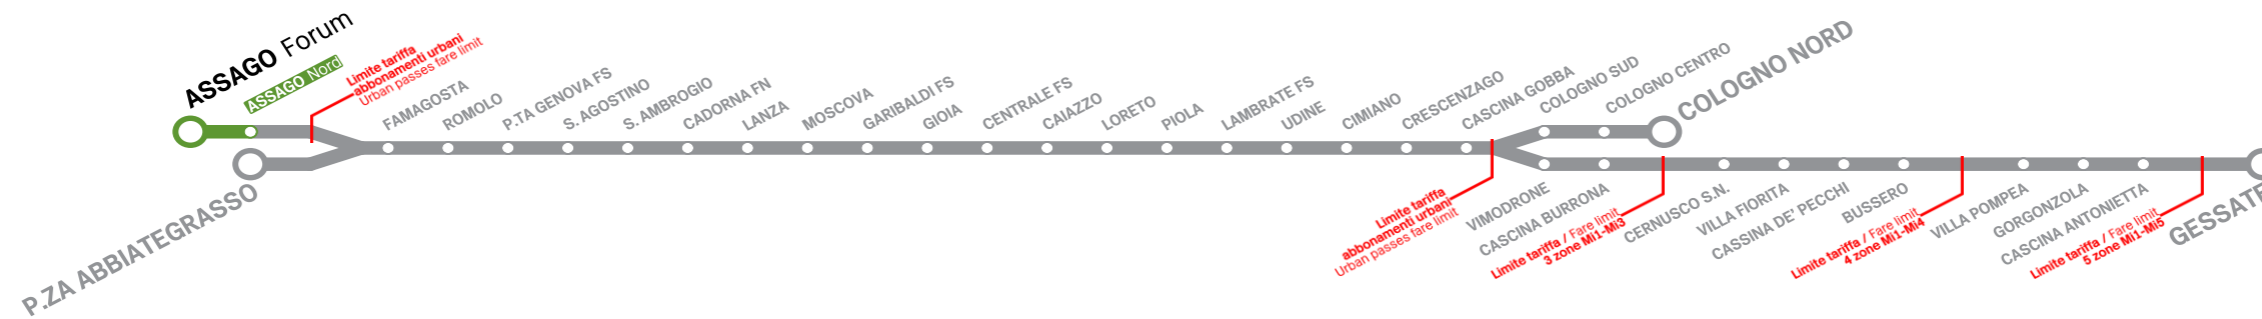 ASSAGO Forum
ASSAGO Nord
Limite tariffa
abbonamenti urbani
Urban passes fare limit
P.ZA ABBIATEGRASSO
FAMAGOSTA
ROMOLO
P.TA GENOVA FS
S. AGOSTINO
S. AMBROGIO
CADORNA FN
LANZA
MOSCOVA
GARIBALDI FS
GIOIA
CENTRALE FS
CAIAZZO
LORETO
PIOLA
LAMBRATE FS
UDINE
CIMIANO
CRESCENZAGO
CASCINA GOBBA
COLOGNO SUD
COLOGNO CENTRO
COLOGNO NORD
Limite tariffa
abbonamenti urbani
Urban passes fare limit
VIMODRONE
CASCINA BURRONA
Limite tariffa / Fare limit
3 zone Mi1-Mi3
CERNUSCO S.N.
VILLA FIORITA
CASSINA DE' PECCHI
BUSSERO
Limite tariffa / Fare limit
4 zone Mi1-Mi4
VILLA POMPEA
GORGONZOLA
CASCINA ANTONIETTA
Limite tariffa / Fare limit
5 zone Mi1-Mi5
GESSATE